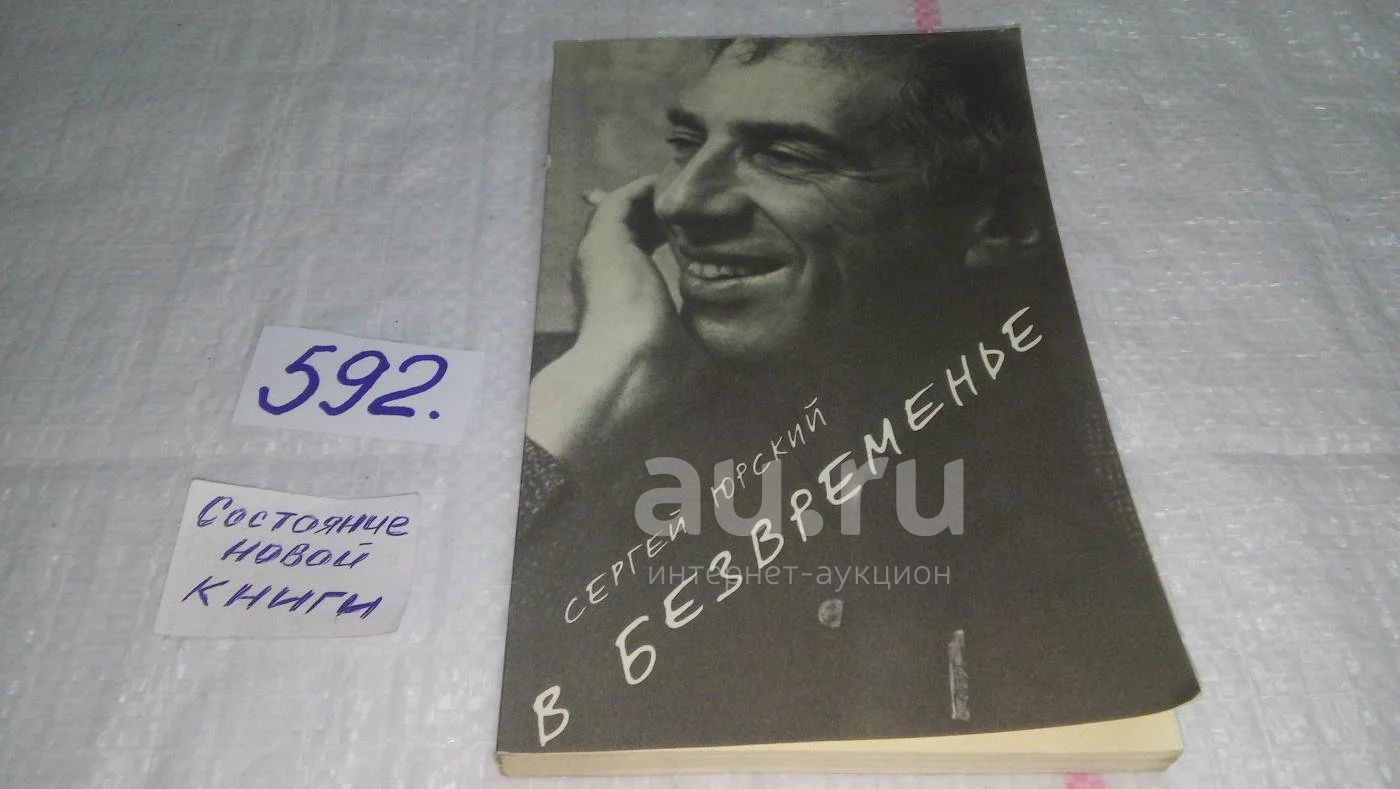 592.
Состояние
новой
книги
СЕРГЕЙ ЮРСКИЙ
В БЕЗВРЕМЕНЬЕ
au.ru
интернет-аукцион